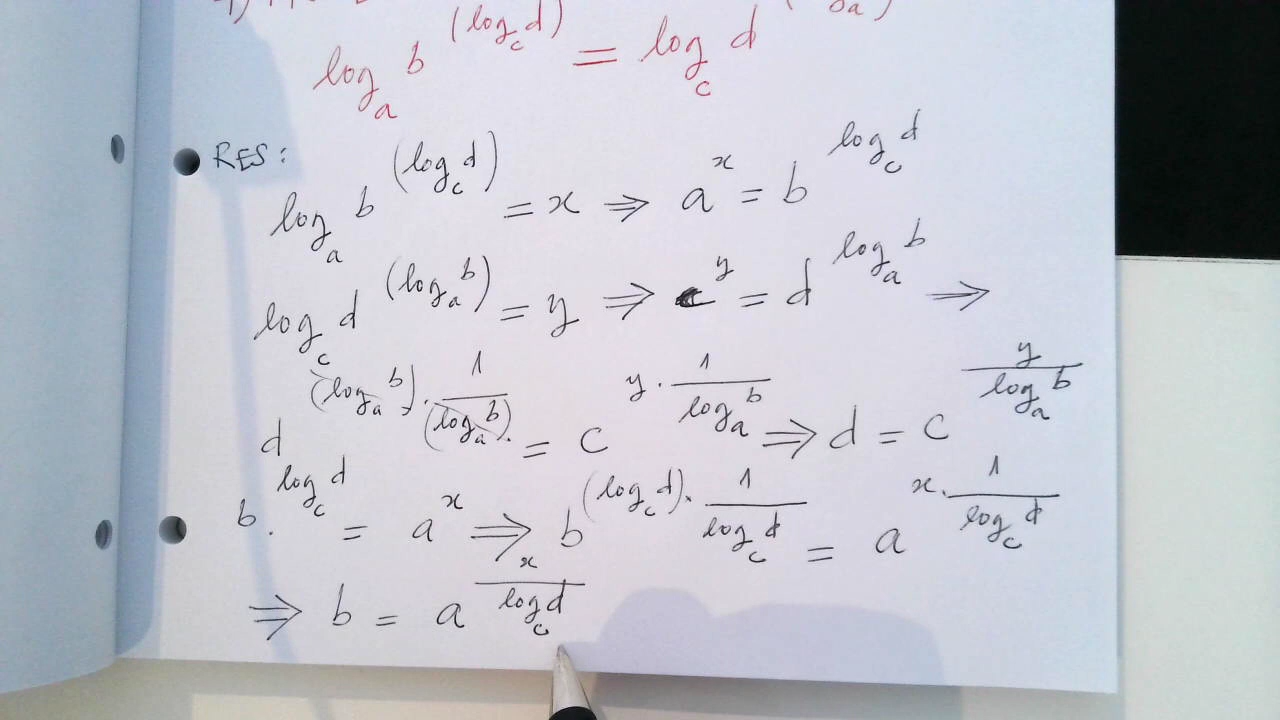 log_a b^(log_c d) = log_c d
RES:
log_a b^(log_c d) = x ⇒ a^x = b^(log_c d)
log_c d^(log_a b) = y ⇒ c^y = d^(log_a b) ⇒
d^((log_a b) · 1/(log_a b)) = c^(y · 1/(log_a b)) ⇒ d = c^(y/(log_a b))
b^(log_c d) = a^x ⇒ b^((log_c d) · 1/(log_c d)) = a^(x · 1/(log_c d))
⇒ b = a^(x/(log_c d))